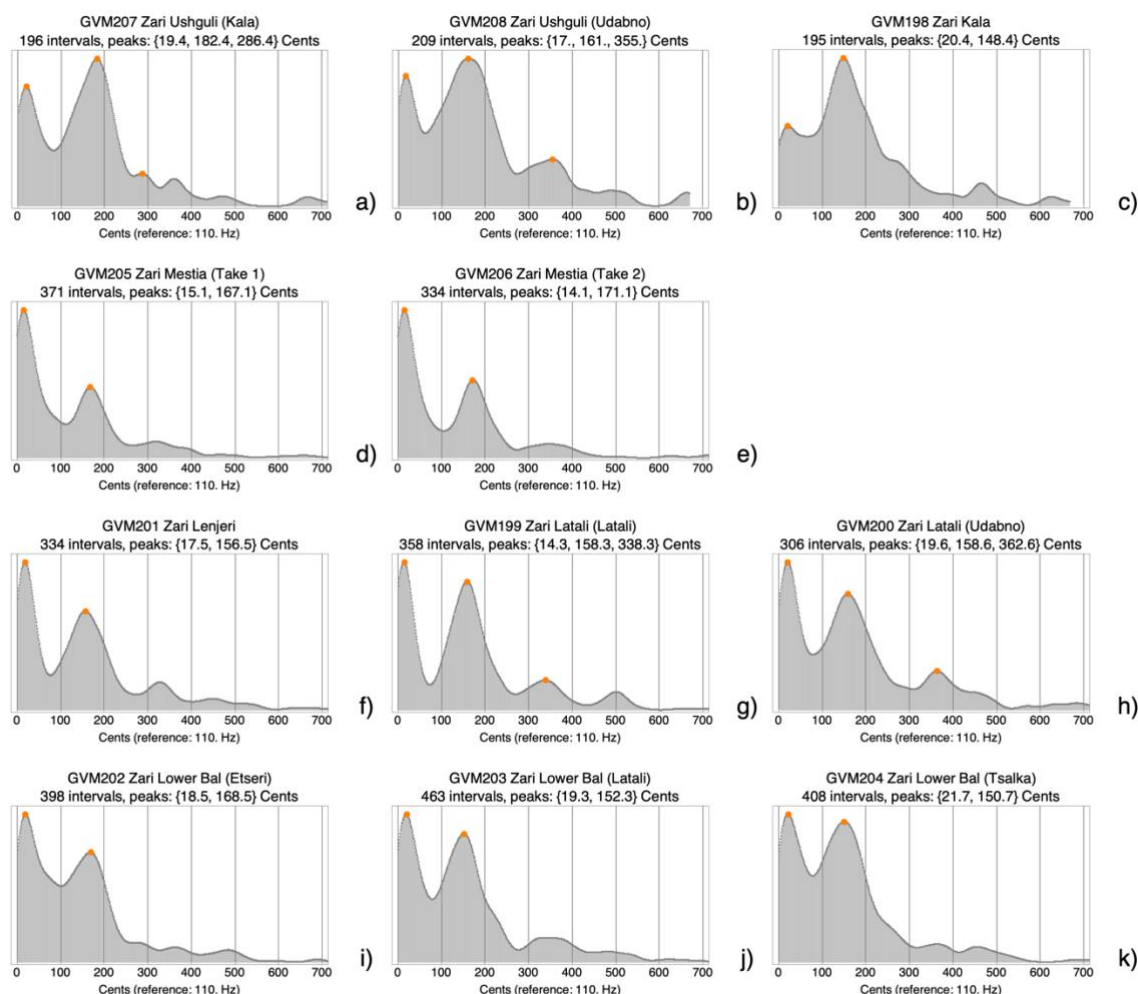 GVM207 Zari Ushguli (Kala)
196 intervals, peaks: {19.4, 182.4, 286.4} Cents
0 100 200 300 400 500 600 700
Cents (reference: 110. Hz)
a)
GVM208 Zari Ushguli (Udabno)
209 intervals, peaks: {17., 161., 355.} Cents
0 100 200 300 400 500 600 700
Cents (reference: 110. Hz)
b)
GVM198 Zari Kala
195 intervals, peaks: {20.4, 148.4} Cents
0 100 200 300 400 500 600 700
Cents (reference: 110. Hz)
c)
GVM205 Zari Mestia (Take 1)
371 intervals, peaks: {15.1, 167.1} Cents
0 100 200 300 400 500 600 700
Cents (reference: 110. Hz)
d)
GVM206 Zari Mestia (Take 2)
334 intervals, peaks: {14.1, 171.1} Cents
0 100 200 300 400 500 600 700
Cents (reference: 110. Hz)
e)
GVM201 Zari Lenjeri
334 intervals, peaks: {17.5, 156.5} Cents
0 100 200 300 400 500 600 700
Cents (reference: 110. Hz)
f)
GVM199 Zari Latali (Latali)
358 intervals, peaks: {14.3, 158.3, 338.3} Cents
0 100 200 300 400 500 600 700
Cents (reference: 110. Hz)
g)
GVM200 Zari Latali (Udabno)
306 intervals, peaks: {19.6, 158.6, 362.6} Cents
0 100 200 300 400 500 600 700
Cents (reference: 110. Hz)
h)
GVM202 Zari Lower Bal (Etseri)
398 intervals, peaks: {18.5, 168.5} Cents
0 100 200 300 400 500 600 700
Cents (reference: 110. Hz)
i)
GVM203 Zari Lower Bal (Latali)
463 intervals, peaks: {19.3, 152.3} Cents
0 100 200 300 400 500 600 700
Cents (reference: 110. Hz)
j)
GVM204 Zari Lower Bal (Tsalka)
408 intervals, peaks: {21.7, 150.7} Cents
0 100 200 300 400 500 600 700
Cents (reference: 110. Hz)
k)